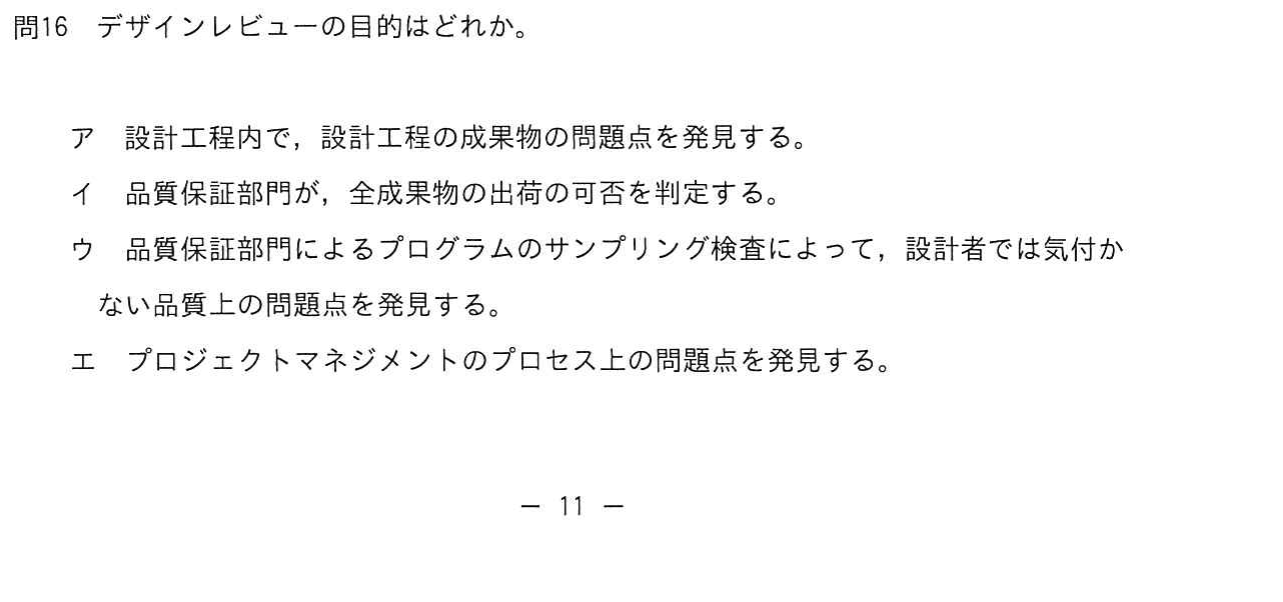 問16　デザインレビューの目的はどれか。
ア　設計工程内で，設計工程の成果物の問題点を発見する。
イ　品質保証部門が，全成果物の出荷の可否を判定する。
ウ　品質保証部門によるプログラムのサンプリング検査によって，設計者では気付か
ない品質上の問題点を発見する。
エ　プロジェクトマネジメントのプロセス上の問題点を発見する。
－ 11 －